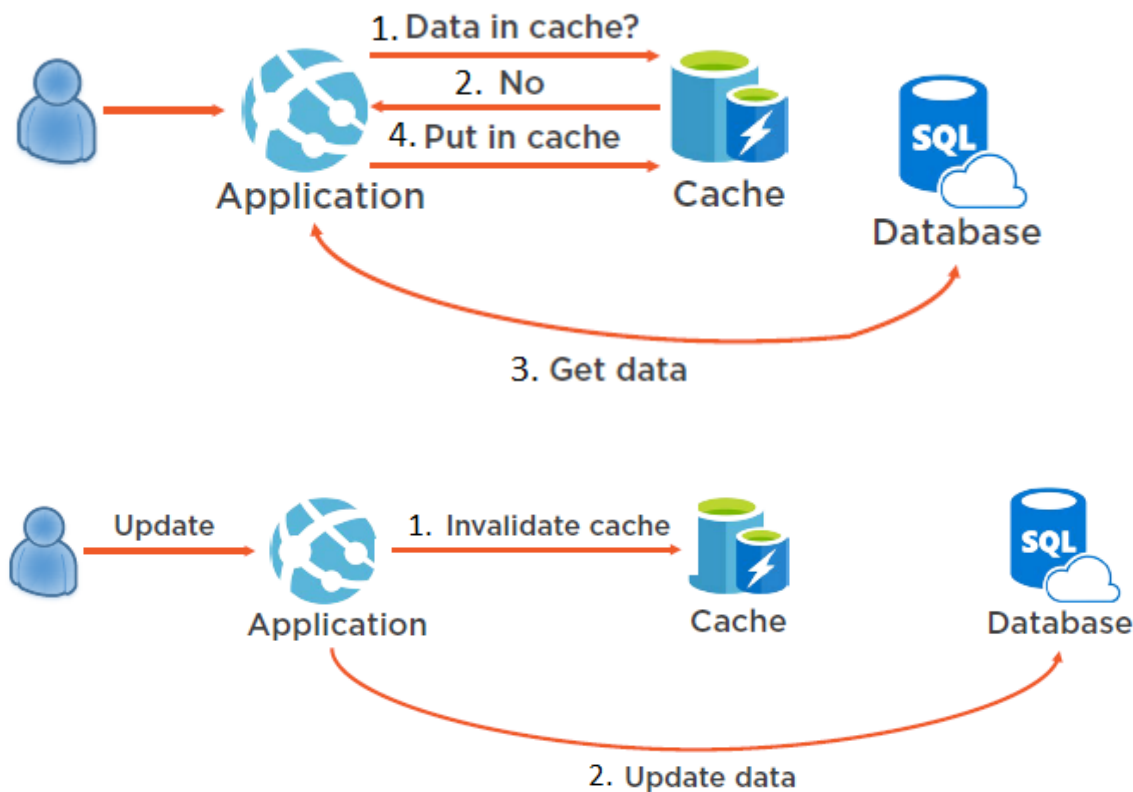 1. Data in cache?
2. No
4. Put in cache
SQL
Application
Cache
Database
3. Get data
Update
1. Invalidate cache
SQL
Application
Cache
Database
2. Update data